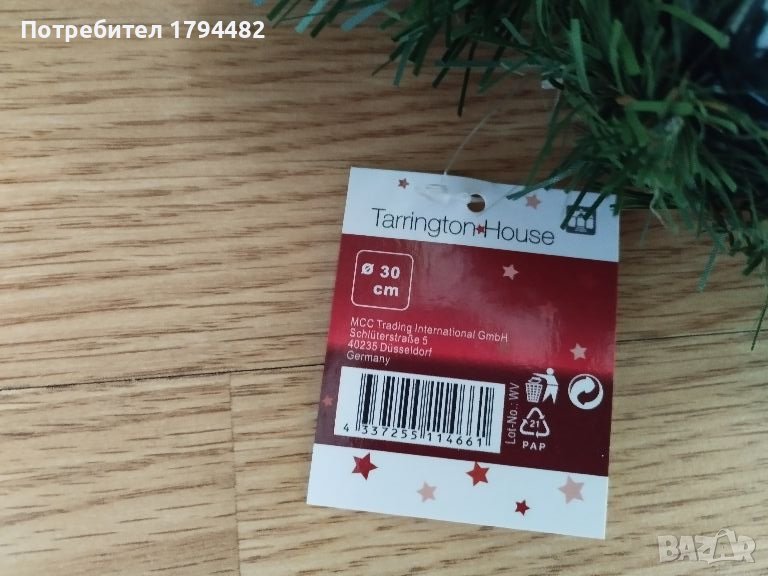 Потребител 1794482
Tarrington House
Ø 30
cm
MCC Trading International GmbH
Schlüterstraße 5
40235 Düsseldorf
Germany
4 337255 114661
Lot-No.: WV
21
PAP
BAZAR